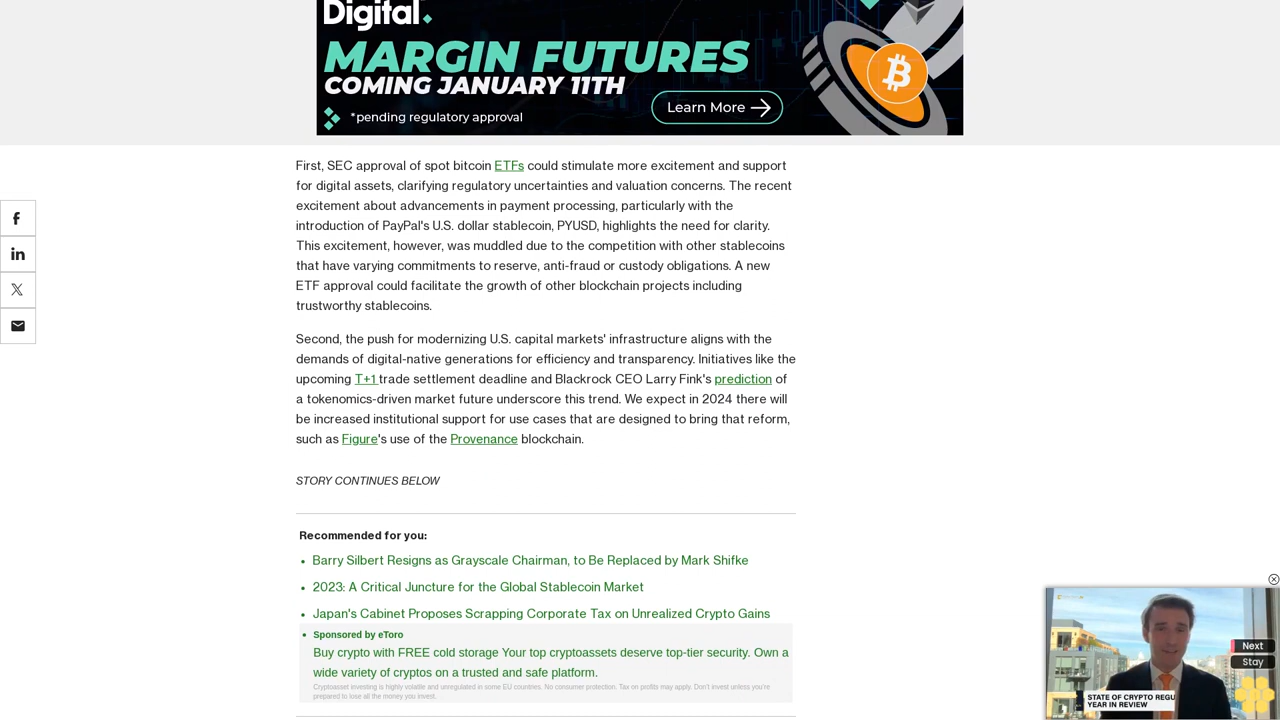 Digital
MARGIN FUTURES
COMING JANUARY 11TH
Learn More
*pending regulatory approval
First, SEC approval of spot bitcoin ETFs could stimulate more excitement and support
for digital assets, clarifying regulatory uncertainties and valuation concerns. The recent
excitement about advancements in payment processing, particularly with the
introduction of PayPal's U.S. dollar stablecoin, PYUSD, highlights the need for clarity.
This excitement, however, was muddled due to the competition with other stablecoins
that have varying commitments to reserve, anti-fraud or custody obligations. A new
ETF approval could facilitate the growth of other blockchain projects including
trustworthy stablecoins.
Second, the push for modernizing U.S. capital markets' infrastructure aligns with the
demands of digital-native generations for efficiency and transparency. Initiatives like the
upcoming T+1 trade settlement deadline and Blackrock CEO Larry Fink's prediction of
a tokenomics-driven market future underscore this trend. We expect in 2024 there will
be increased institutional support for use cases that are designed to bring that reform,
such as Figure's use of the Provenance blockchain.
STORY CONTINUES BELOW
Recommended for you:
Barry Silbert Resigns as Grayscale Chairman, to Be Replaced by Mark Shifke
2023: A Critical Juncture for the Global Stablecoin Market
Japan's Cabinet Proposes Scrapping Corporate Tax on Unrealized Crypto Gains
Sponsored by eToro
Buy crypto with FREE cold storage Your top cryptoassets deserve top-tier security. Own a
wide variety of cryptos on a trusted and safe platform.
Cryptoasset investing is highly volatile and unregulated in some EU countries. No consumer protection. Tax on profits may apply. Don't invest unless you're
prepared to lose all the money you invest.
Next
Stay
STATE OF CRYPTO REGU
YEAR IN REVIEW